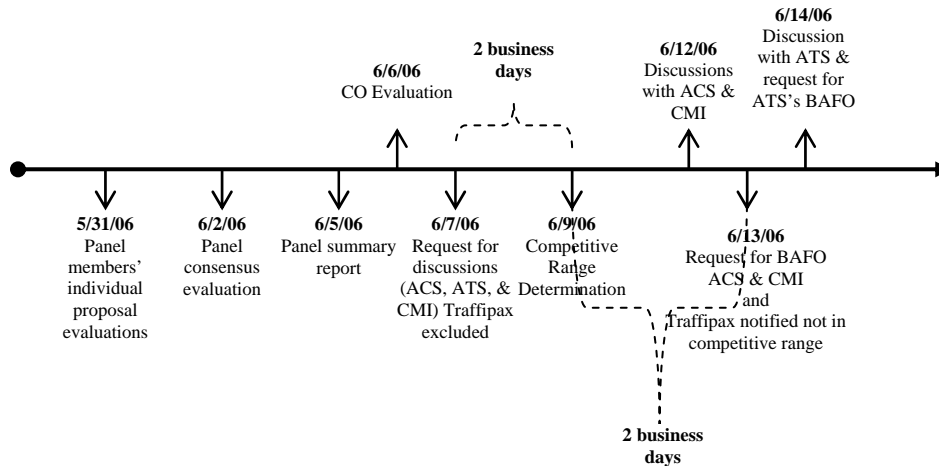 6/14/06
Discussion
with ATS &
request for
ATS's BAFO
6/12/06
Discussions
with ACS &
CMI
2 business
days
6/6/06
CO Evaluation
5/31/06
Panel
members'
individual
proposal
evaluations
6/2/06
Panel
consensus
evaluation
6/5/06
Panel summary
report
6/7/06
Request for
discussions
(ACS, ATS, &
CMI) Traffipax
excluded
6/9/06
Competitive
Range
Determination
6/13/06
Request for BAFO
ACS & CMI
and
Traffipax notified not in
competitive range
2 business
days